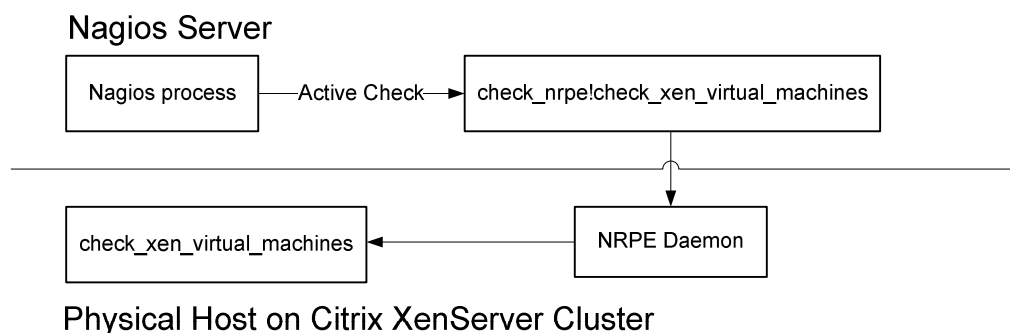 Nagios Server
Nagios process
Active Check
check_nrpe!check_xen_virtual_machines
check_xen_virtual_machines
NRPE Daemon
Physical Host on Citrix XenServer Cluster